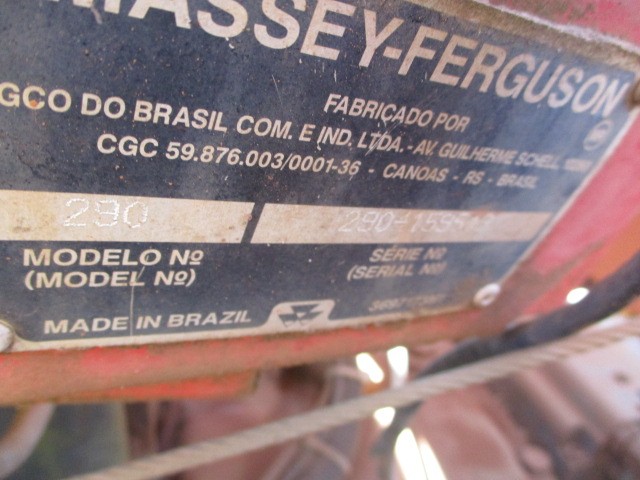 MASSEY-FERGUSON
FABRICADO POR
GCO DO BRASIL COM. E IND. LTDA. - AV. GUILHERME SCHELL,
CGC 59.876.003/0001-36 - CANOAS - RS - BRASIL
290
MODELO Nº SÉRIE Nº
(MODEL Nº) (SERIAL Nº)
MADE IN BRAZIL